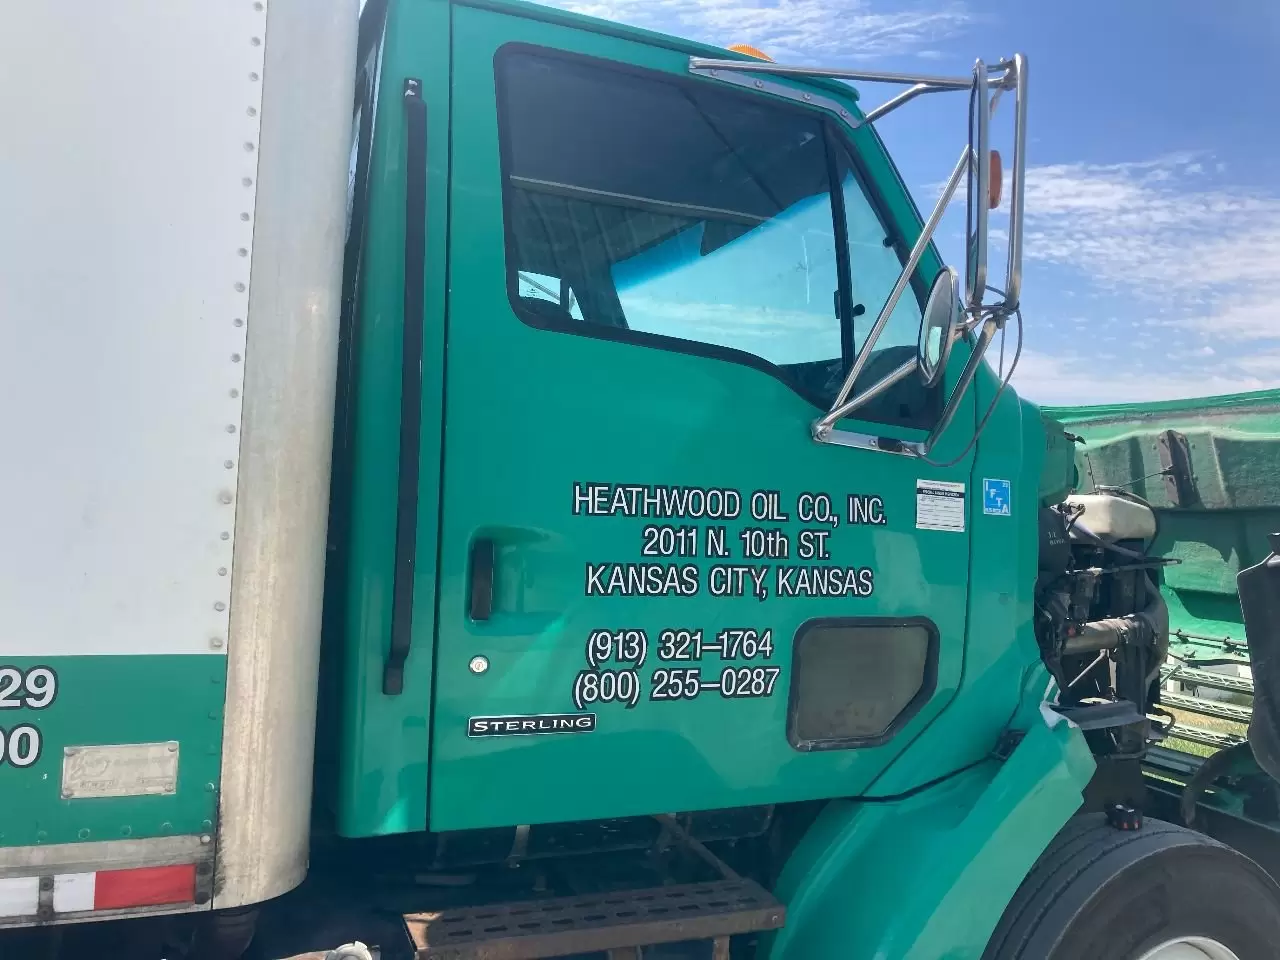 HEATHWOOD OIL CO., INC.
2011 N. 10th ST.
KANSAS CITY, KANSAS
(913) 321–1764
(800) 255–0287
STERLING
IFTA
29
00